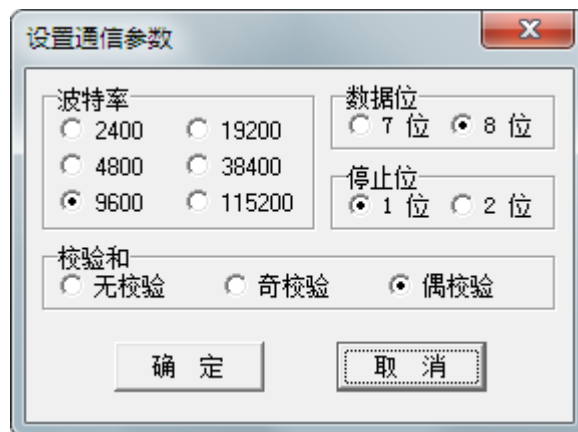 设置通信参数
波特率
2400 19200
4800 38400
9600 115200
数据位
7 位 8 位
停止位
1 位 2 位
校验和
无校验 奇校验 偶校验
确 定 取 消